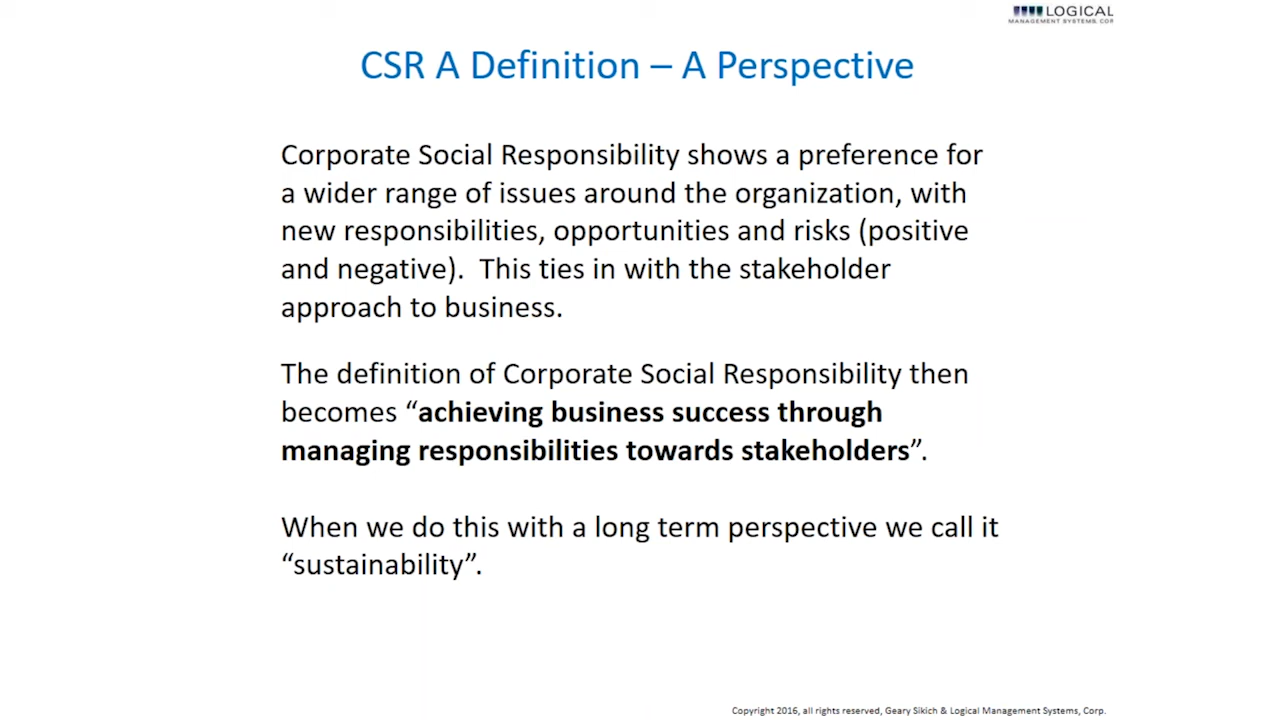 LOGICAL
MANAGEMENT SYSTEMS, COR
CSR A Definition – A Perspective
Corporate Social Responsibility shows a preference for
a wider range of issues around the organization, with
new responsibilities, opportunities and risks (positive
and negative).  This ties in with the stakeholder
approach to business.
The definition of Corporate Social Responsibility then
becomes “achieving business success through
managing responsibilities towards stakeholders”.
When we do this with a long term perspective we call it
“sustainability”.
Copyright 2016, all rights reserved, Geary Sikich & Logical Management Systems, Corp.